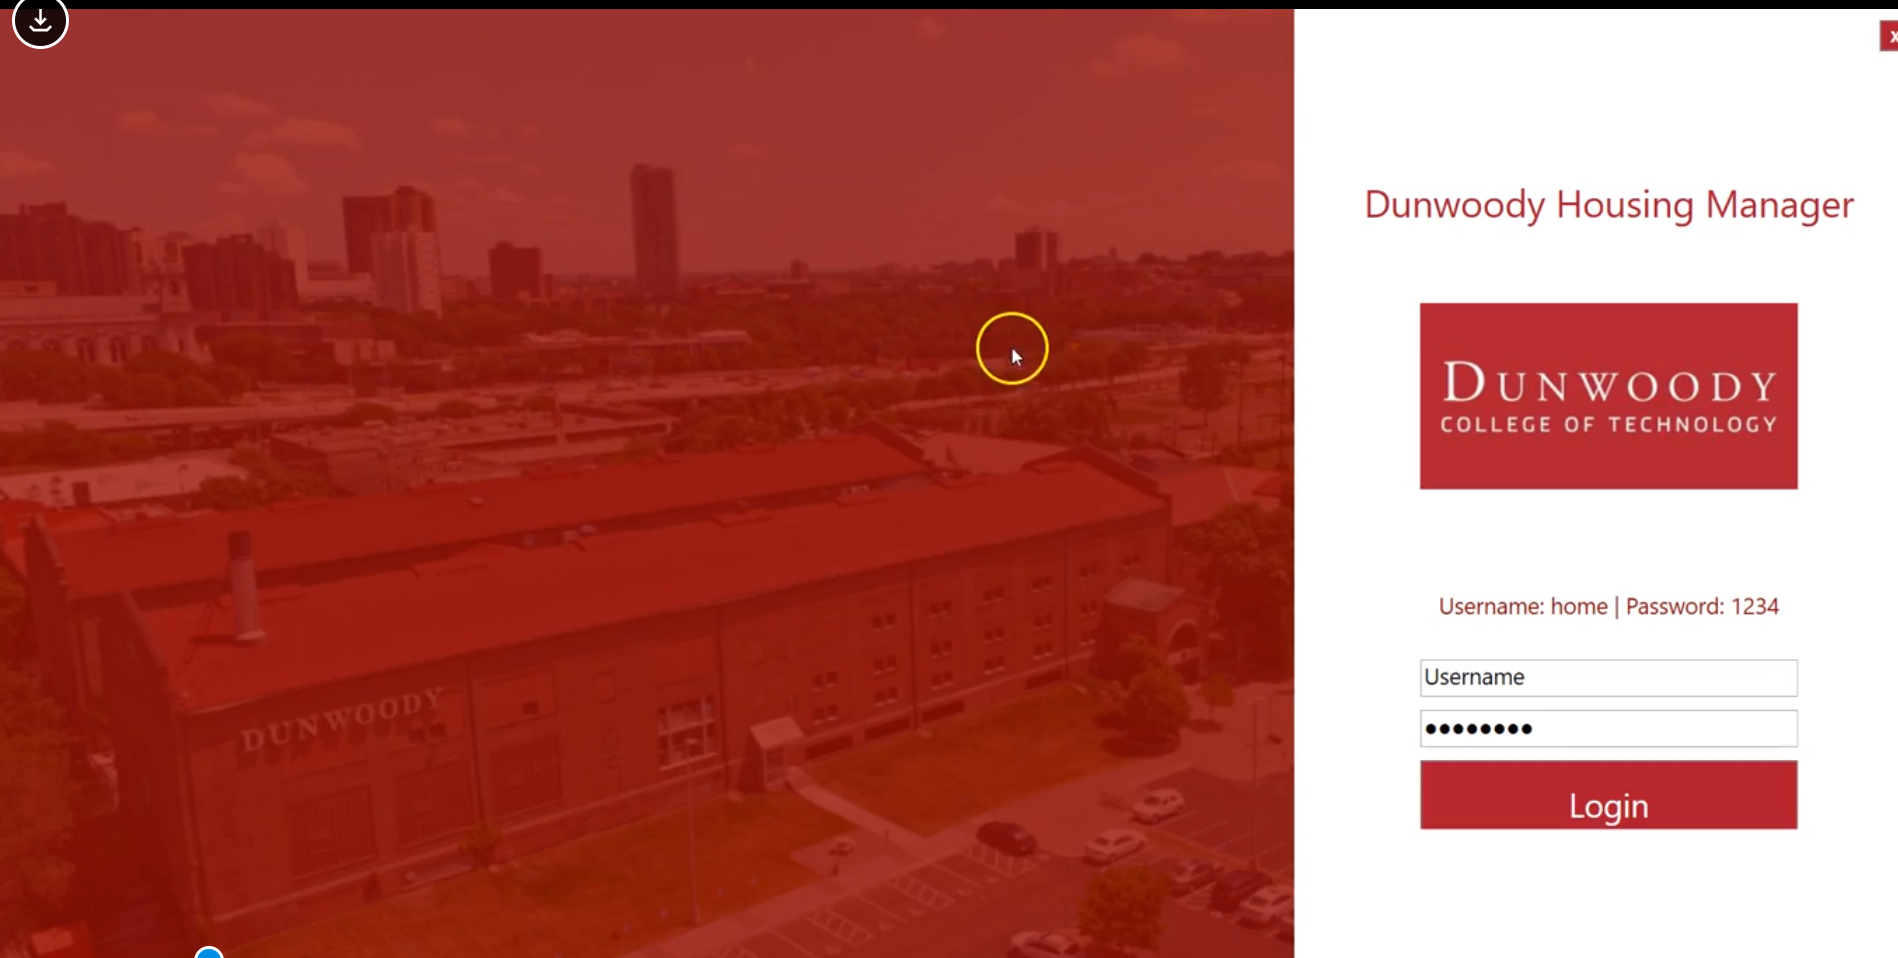 x
Dunwoody Housing Manager
DUNWOODY
COLLEGE OF TECHNOLOGY
Username: home | Password: 1234
Username
••••••••
Login
DUNWOODY